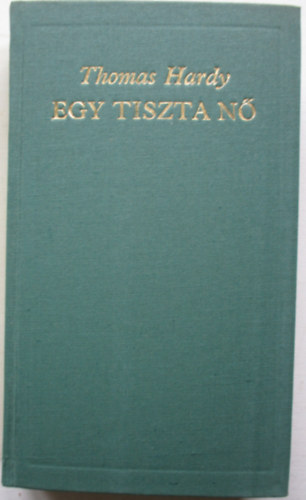 Thomas Hardy
EGY TISZTA NŐ